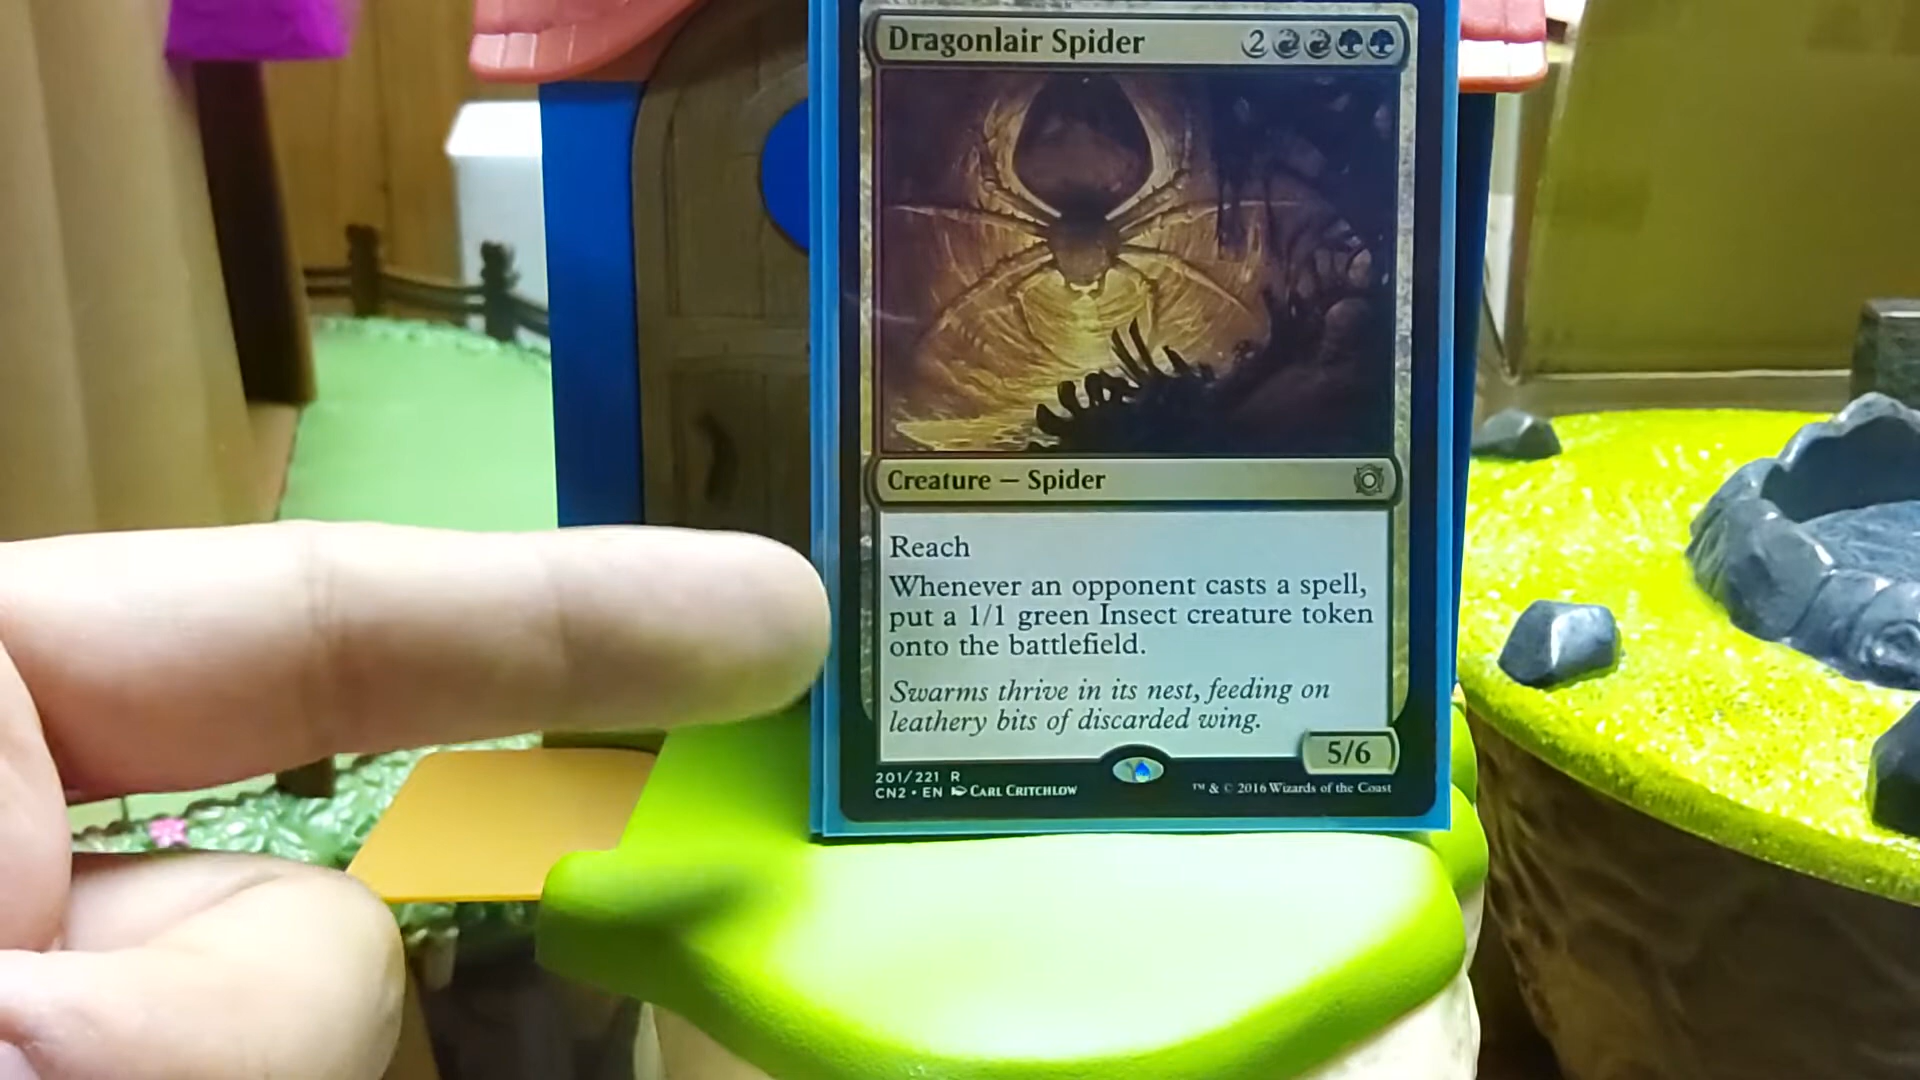 Dragonlair Spider 2
Creature — Spider
Reach
Whenever an opponent casts a spell,
put a 1/1 green Insect creature token
onto the battlefield.
Swarms thrive in its nest, feeding on
leathery bits of discarded wing.
5/6
201/221 R
CN2 • EN CARL CRITCHLOW
™ & © 2016 Wizards of the Coast